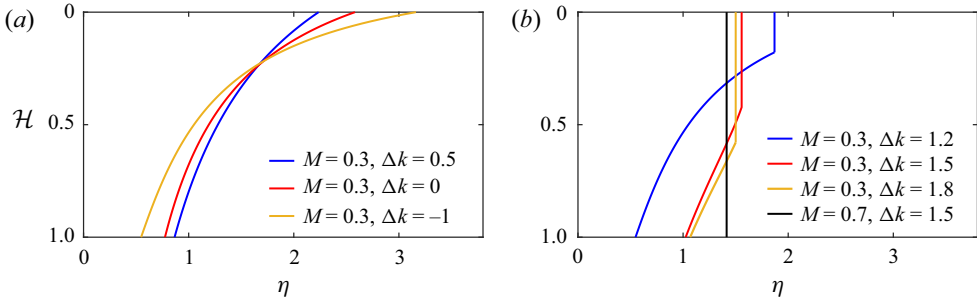 (a)
0
0.5
1.0
ℋ
M = 0.3, Δk = 0.5
M = 0.3, Δk = 0
M = 0.3, Δk = –1
0 1 2 3
η
(b)
0
0.5
1.0
M = 0.3, Δk = 1.2
M = 0.3, Δk = 1.5
M = 0.3, Δk = 1.8
M = 0.7, Δk = 1.5
0 1 2 3
η